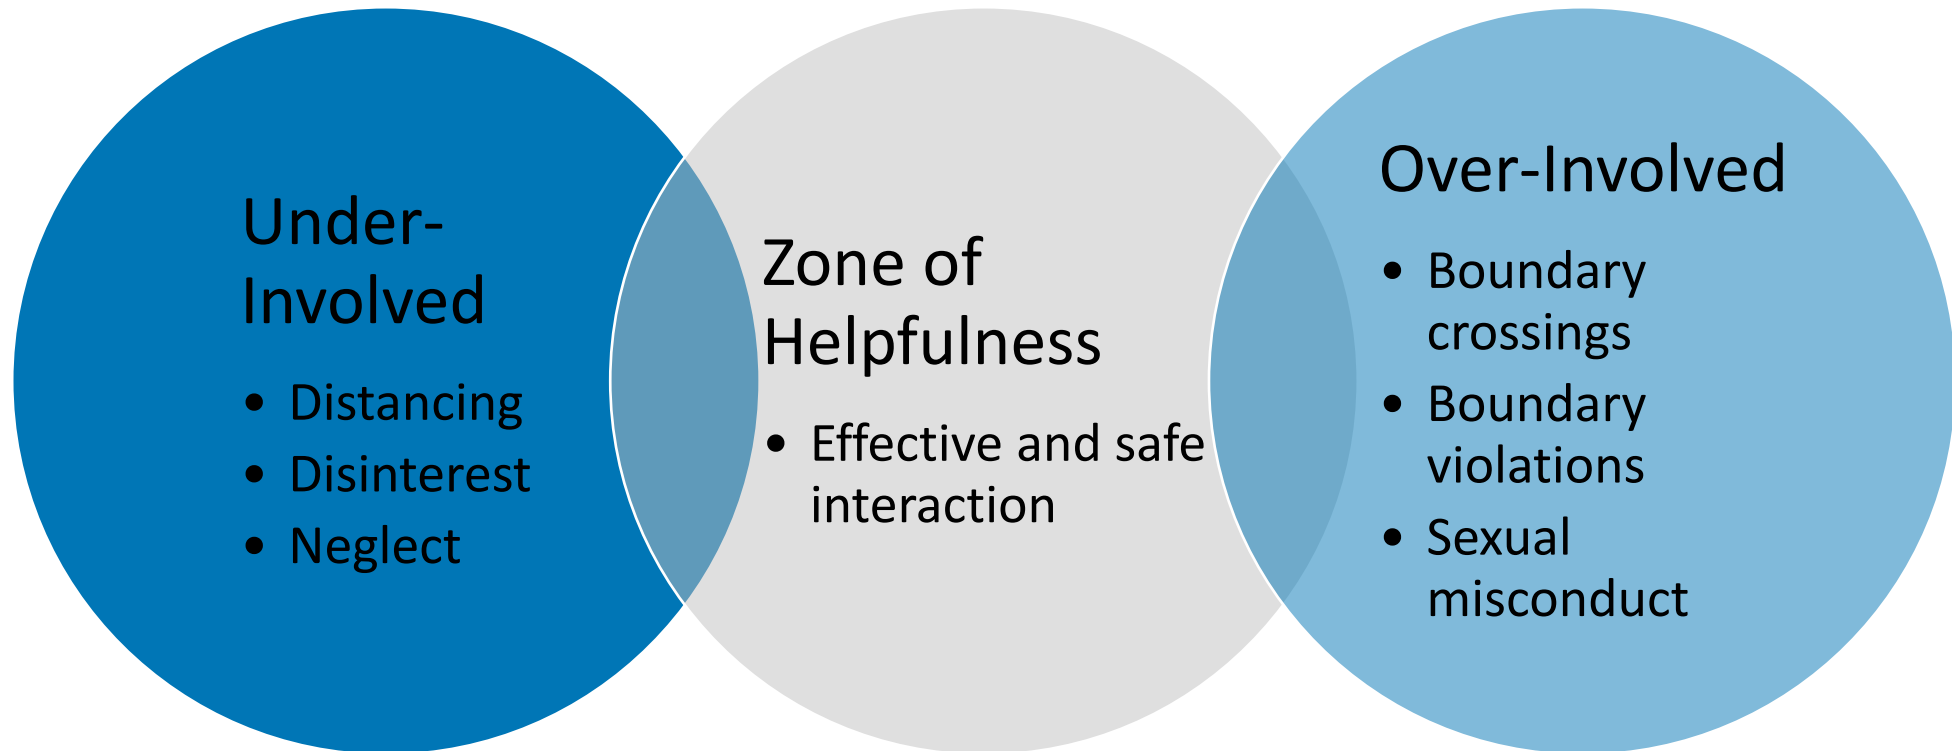 Under-
Involved
• Distancing
• Disinterest
• Neglect
Zone of
Helpfulness
• Effective and safe
interaction
Over-Involved
• Boundary
crossings
• Boundary
violations
• Sexual
misconduct